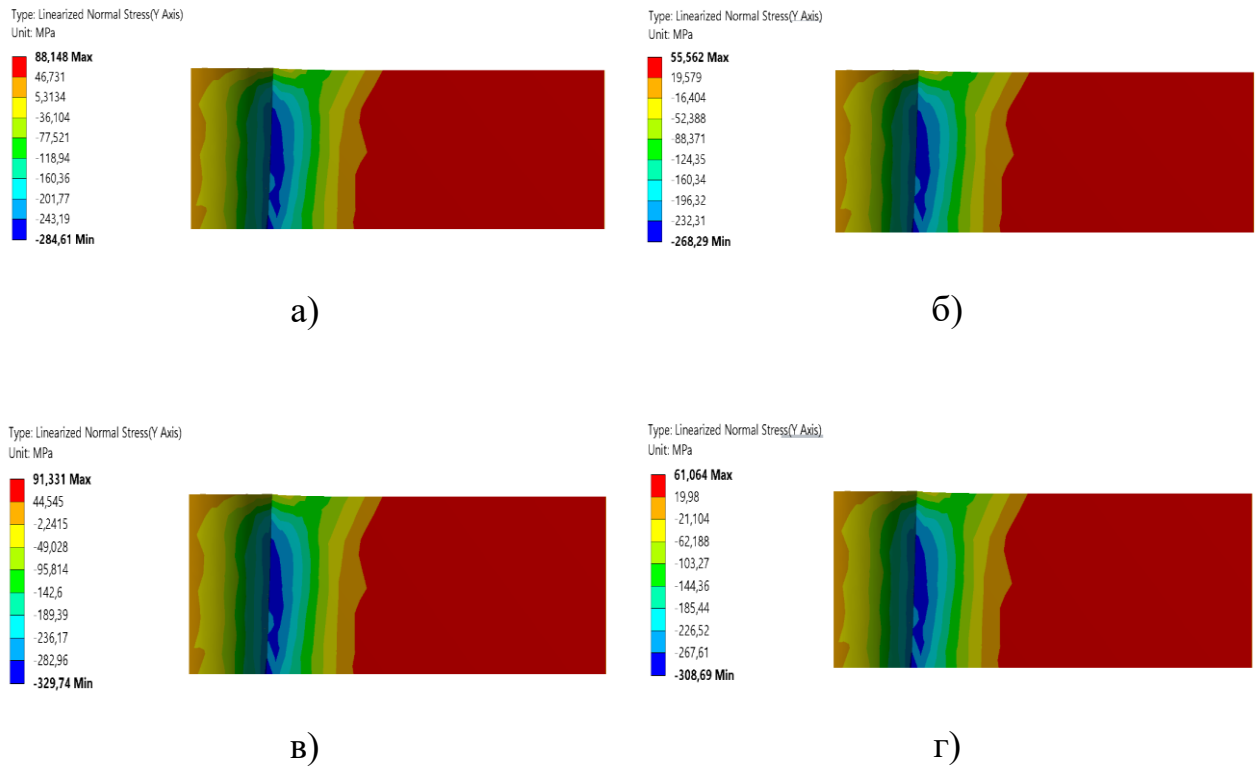 Type: Linearized Normal Stress(Y Axis)
Unit: MPa
88,148 Max
46,731
5,3134
-36,104
-77,521
-118,94
-160,36
-201,77
-243,19
-284,61 Min
а)
Type: Linearized Normal Stress(Y Axis)
Unit: MPa
55,562 Max
19,579
-16,404
-52,388
-88,371
-124,35
-160,34
-196,32
-232,31
-268,29 Min
б)
Type: Linearized Normal Stress(Y Axis)
Unit: MPa
91,331 Max
44,545
-2,2415
-49,028
-95,814
-142,6
-189,39
-236,17
-282,96
-329,74 Min
в)
Type: Linearized Normal Stress(Y Axis)
Unit: MPa
61,064 Max
19,98
-21,104
-62,188
-103,27
-144,36
-185,44
-226,52
-267,61
-308,69 Min
г)